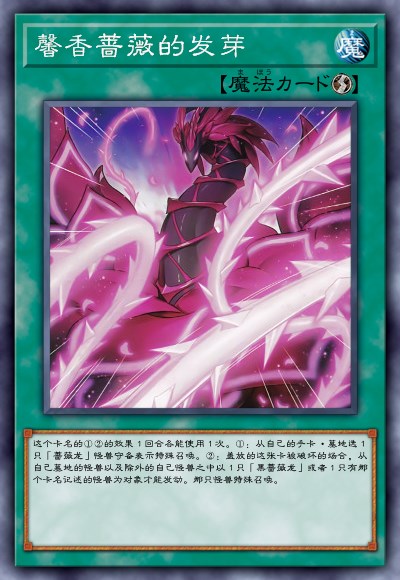 馨香蔷薇的发芽
魔
【魔法カード】
まほう
这个卡名的①②的效果1回合各能使用1次。①：从自己的手卡·墓地选1
只「蔷薇龙」怪兽守备表示特殊召唤。②：盖放的这张卡被破坏的场合，从
自己墓地的怪兽以及除外的自己怪兽之中以1只「黑蔷薇龙」或者1只有那
个卡名记述的怪兽为对象才能发动。那只怪兽特殊召唤。